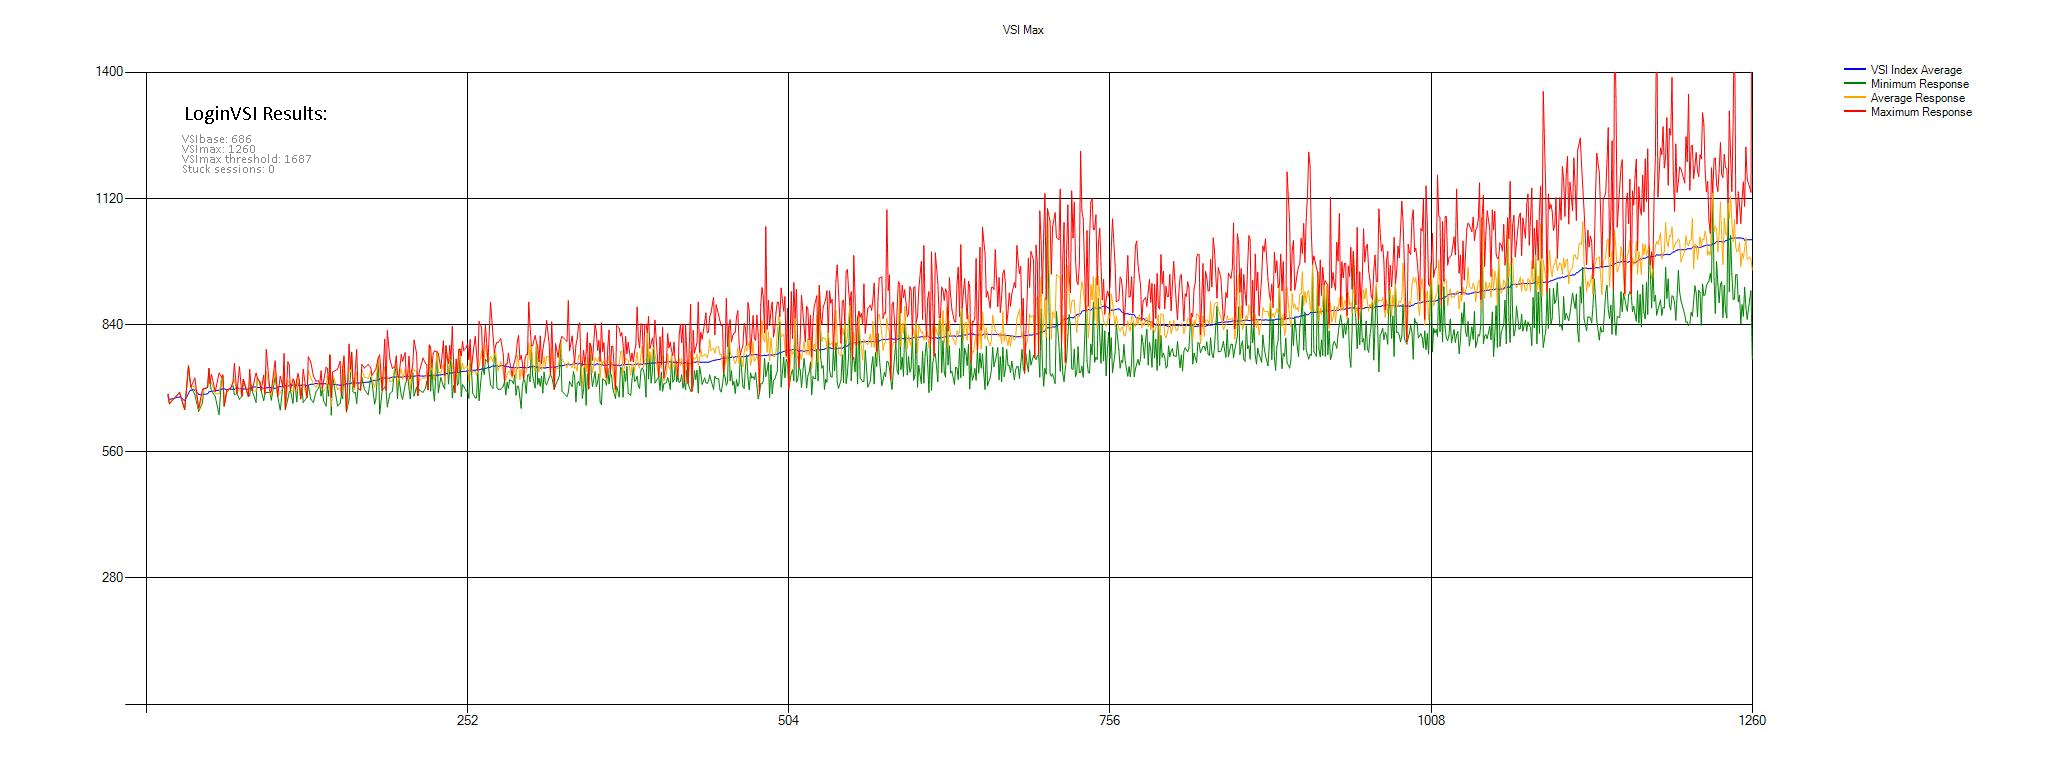 VSI Max
1400
1120
840
560
280
252
504
756
1008
1260
LoginVSI Results:
VSIbase: 686
VSImax: 1260
VSImax threshold: 1687
Stuck sessions: 0
VSI Index Average
Minimum Response
Average Response
Maximum Response